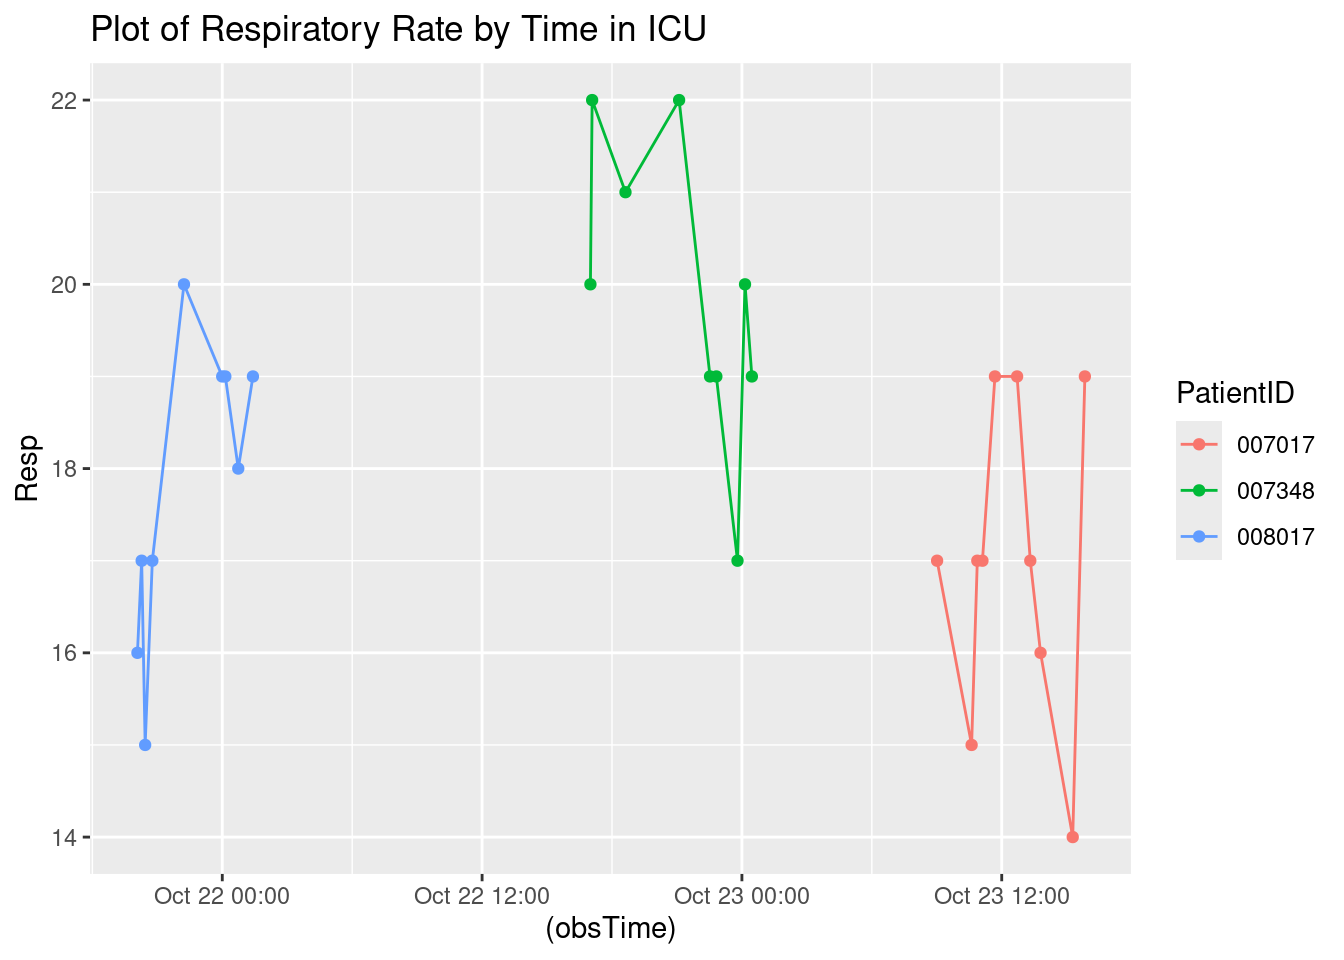 Plot of Respiratory Rate by Time in ICU
22
20
18
16
14
Resp
Oct 22 00:00
Oct 22 12:00
Oct 23 00:00
Oct 23 12:00
(obsTime)
PatientID
007017
007348
008017